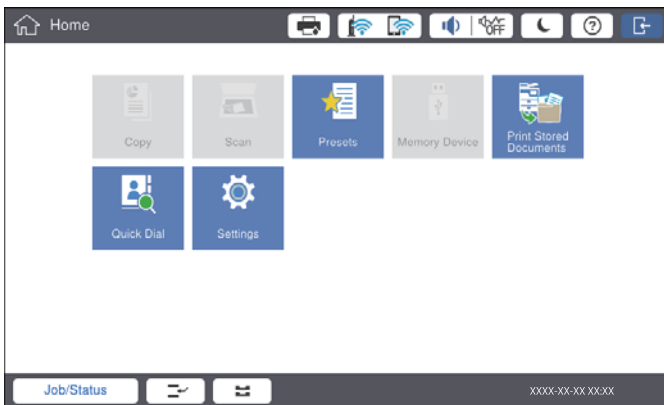 Home
OFF
Copy
Scan
Presets
Memory Device
Print Stored
Documents
Quick Dial
Settings
Job/Status
XXXX-XX-XX XX:XX